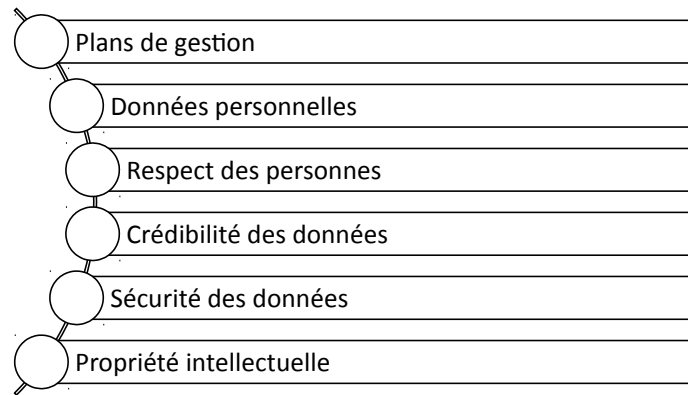 Plans de gestion
Données personnelles
Respect des personnes
Crédibilité des données
Sécurité des données
Propriété intellectuelle